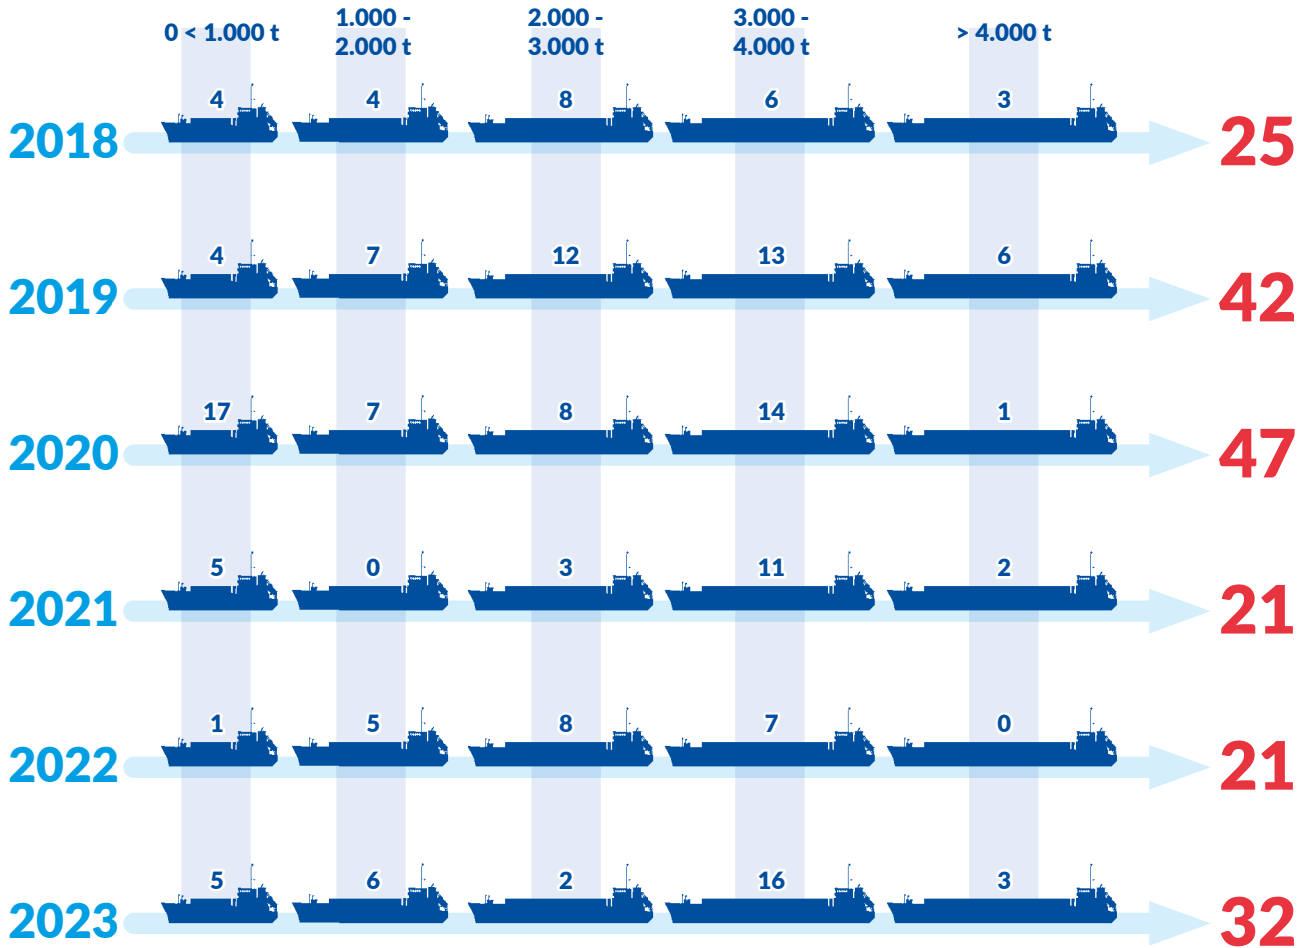 0 < 1.000 t
1.000 -
2.000 t
2.000 -
3.000 t
3.000 -
4.000 t
> 4.000 t
2018 4 4 8 6 3 25
2019 4 7 12 13 6 42
2020 17 7 8 14 1 47
2021 5 0 3 11 2 21
2022 1 5 8 7 0 21
2023 5 6 2 16 3 32